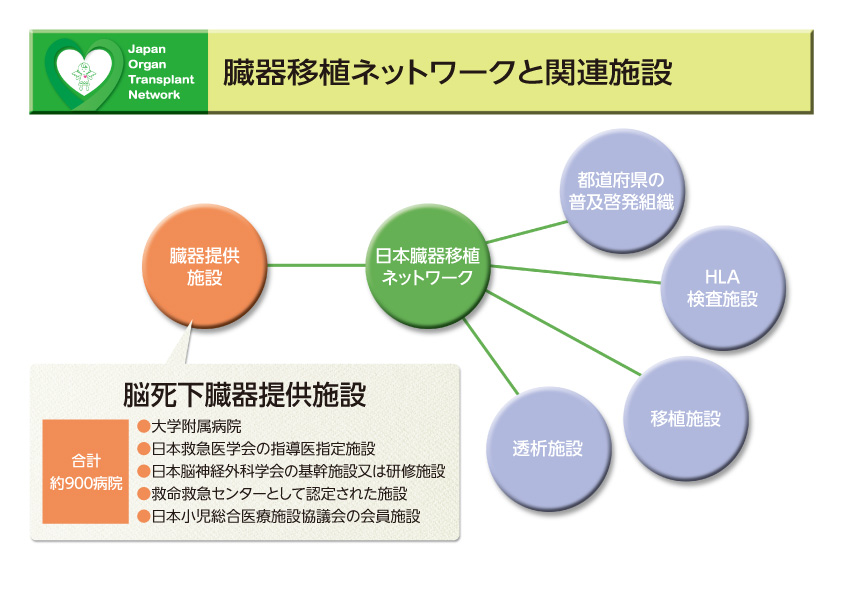 Japan
Organ
Transplant
Network
臓器移植ネットワークと関連施設
臓器提供
施設
日本臓器移植
ネットワーク
都道府県の
普及啓発組織
HLA
検査施設
移植施設
透析施設
脳死下臓器提供施設
合計
約900病院
●大学附属病院
●日本救急医学会の指導医指定施設
●日本脳神経外科学会の基幹施設又は研修施設
●救命救急センターとして認定された施設
●日本小児総合医療施設協議会の会員施設